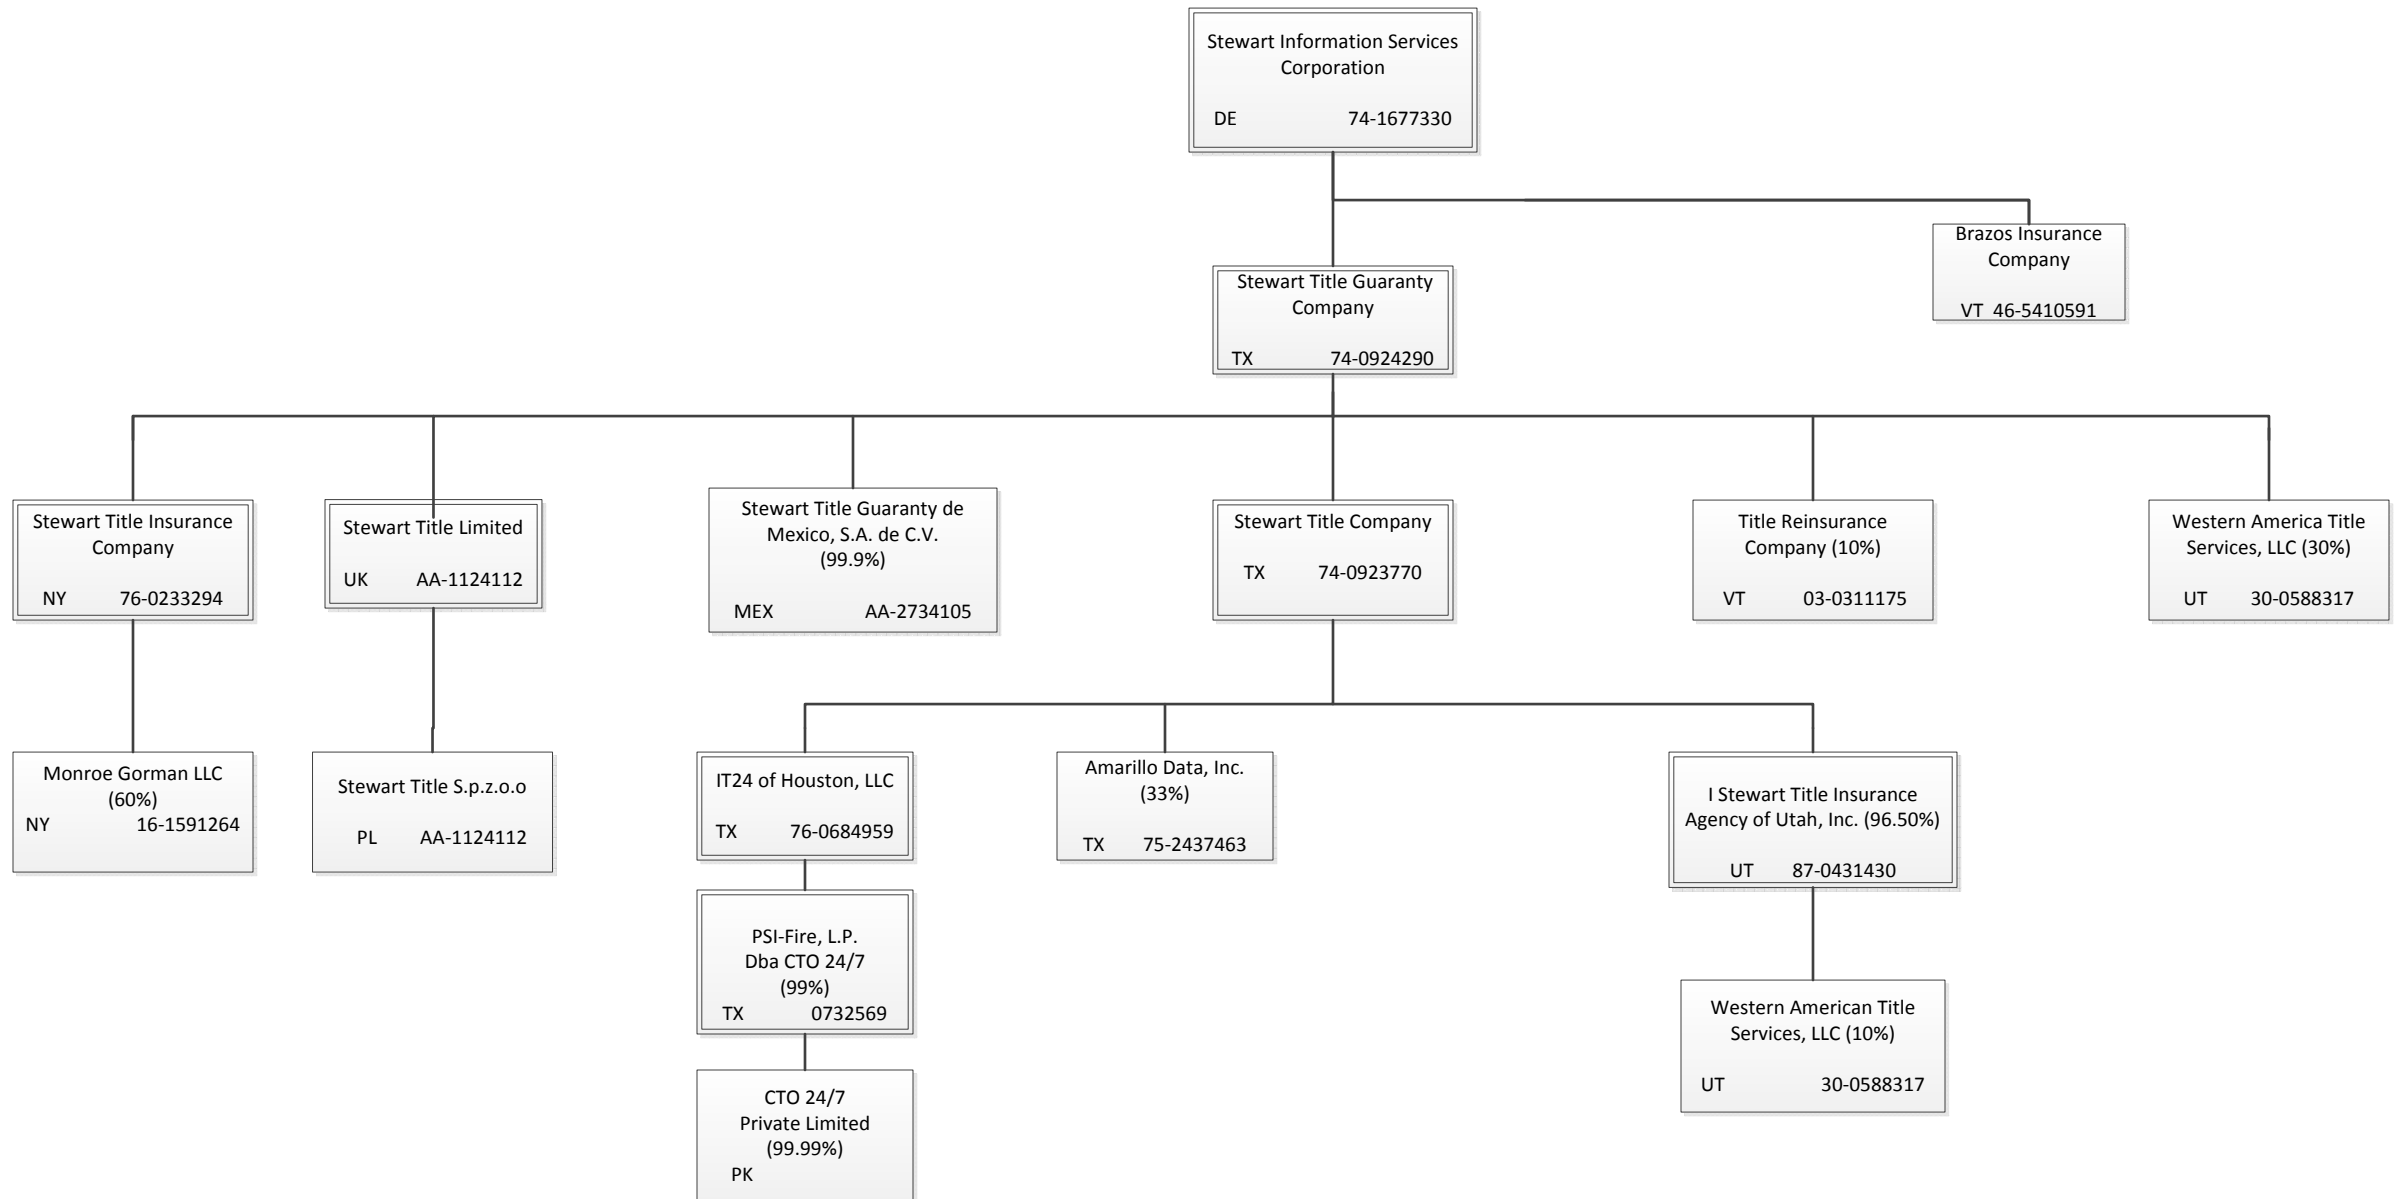 Stewart Information Services
Corporation
DE 74-1677330
Brazos Insurance
Company
VT 46-5410591
Stewart Title Guaranty
Company
TX 74-0924290
Stewart Title Insurance
Company
NY 76-0233294
Stewart Title Limited
UK AA-1124112
Stewart Title Guaranty de
Mexico, S.A. de C.V.
(99.9%)
MEX AA-2734105
Stewart Title Company
TX 74-0923770
Title Reinsurance
Company (10%)
VT 03-0311175
Western America Title
Services, LLC (30%)
UT 30-0588317
Monroe Gorman LLC
(60%)
NY 16-1591264
Stewart Title S.p.z.o.o
PL AA-1124112
IT24 of Houston, LLC
TX 76-0684959
Amarillo Data, Inc.
(33%)
TX 75-2437463
I Stewart Title Insurance
Agency of Utah, Inc. (96.50%)
UT 87-0431430
PSI-Fire, L.P.
Dba CTO 24/7
(99%)
TX 0732569
Western American Title
Services, LLC (10%)
UT 30-0588317
CTO 24/7
Private Limited
(99.99%)
PK